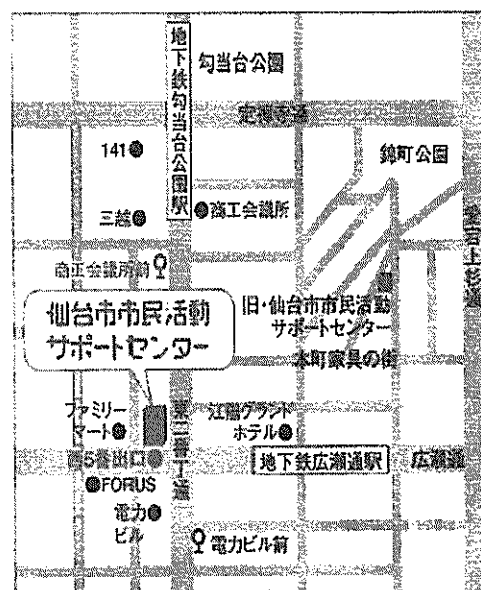 地下鉄勾当台公園駅
勾当台公園
定禅寺通
141
錦町公園
三越
商工会議所
商工会議所前
愛宕上杉通
仙台市市民活動
サポートセンター
旧・仙台市市民活動
サポートセンター
本町家具の街
ファミリー
マート
東二番丁通
江陽グランド
ホテル
西5番出口
地下鉄広瀬通駅
広瀬通
FORUS
電力
ビル
電力ビル前